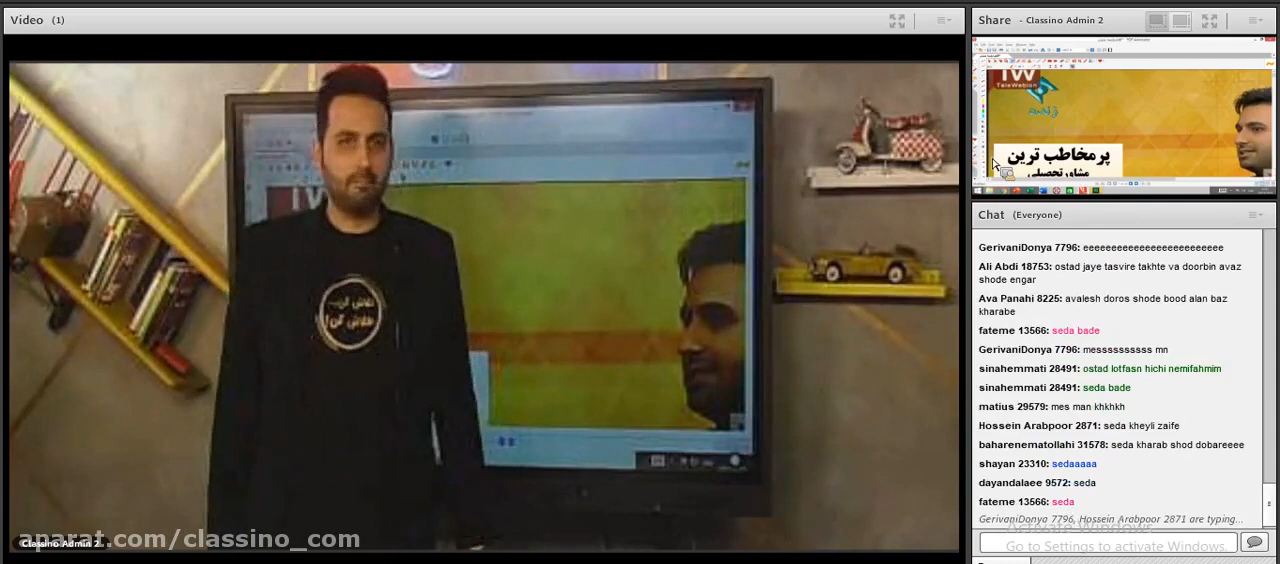 Video (1)
Share - Classino Admin 2
TW
TeleWebion
پرمخاطب ترین
مشاور تحصیلی
Chat (Everyone)
GerivaniDonya 7796: eeeeeeeeeeeeeeeeeeeeeeeee
Ali Abdi 18753: ostad jaye tasvire takhte va doorbin avaz
shode engar
Ava Panahi 8225: avalesh doros shode bood alan baz
kharabe
fateme 13566: seda bade
GerivaniDonya 7796: messssssssss mn
sinahemmati 28491: ostad lotfasn hichi nemifahmim
sinahemmati 28491: seda bade
matius 29579: mes man khkhkh
Hossein Arabpoor 2871: seda kheyli zaife
baharenematollahi 31578: seda kharab shod dobareeee
shayan 23310: sedaaaaa
dayandalaee 9572: seda
fateme 13566: seda
GerivaniDonya 7796, Hossein Arabpoor 2871 are typing...
Activate Windows
Go to Settings to activate Windows.
aparat.com/classino_com
Classino Admin 2